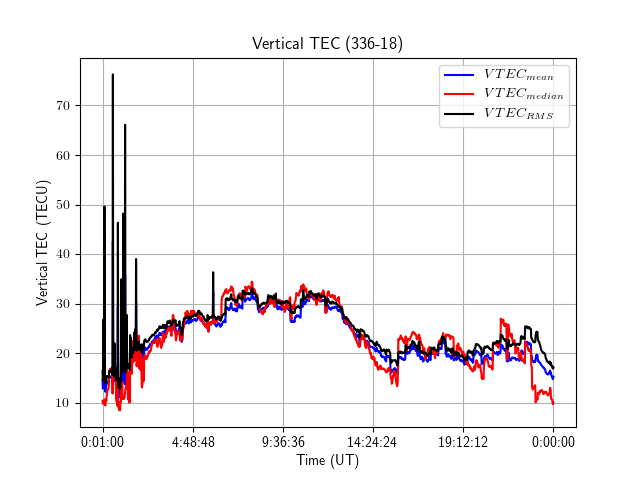 Vertical TEC (336-18)
VTEC_mean
VTEC_median
VTEC_RMS
Vertical TEC (TECU)
70
60
50
40
30
20
10
0:01:00 4:48:48 9:36:36 14:24:24 19:12:12 0:00:00
Time (UT)